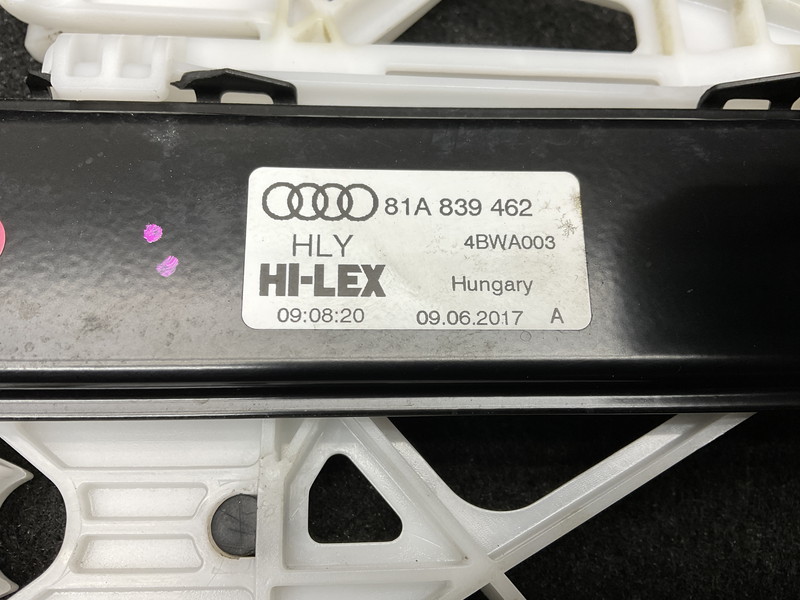 81A 839 462
HLY 4BWA003
HI-LEX Hungary
09:08:20 09.06.2017 A